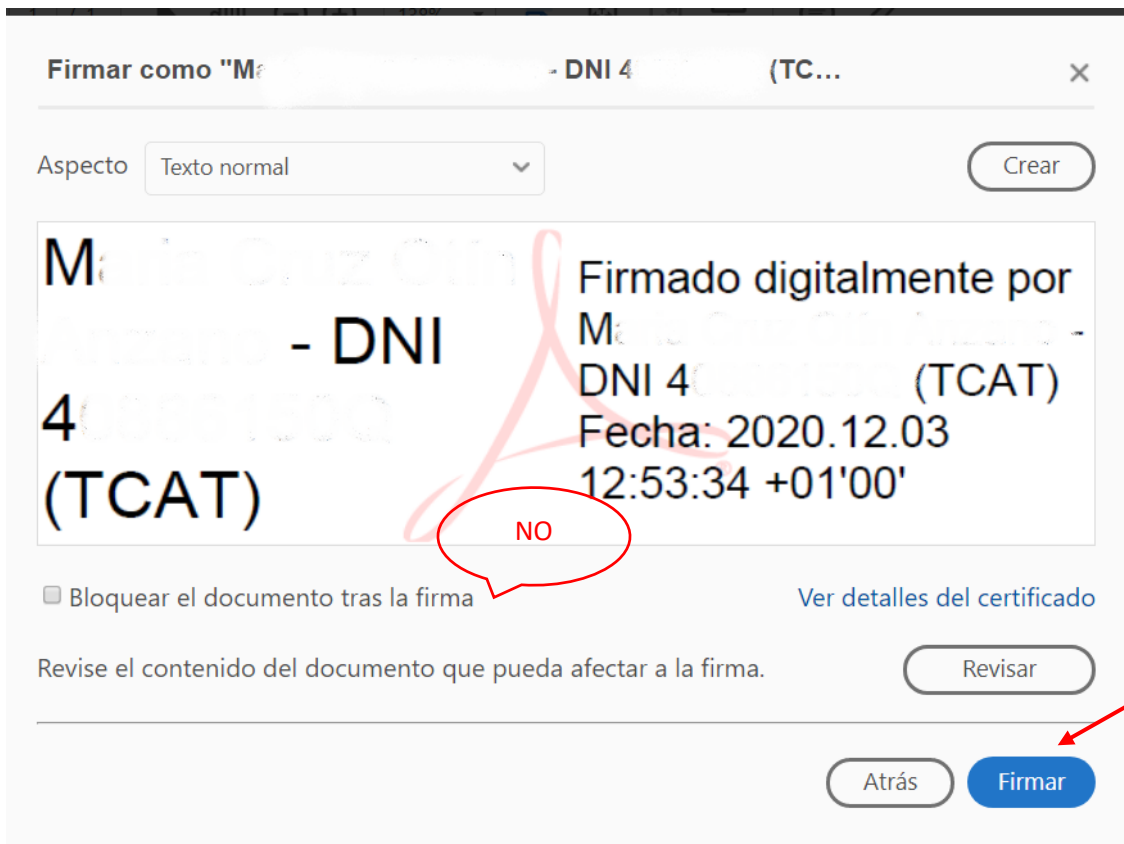 Firmar como "M - DNI 4 (TC...
Aspecto Texto normal Crear
M
- DNI
4
(TCAT)
Firmado digitalmente por
M -
DNI 4 (TCAT)
Fecha: 2020.12.03
12:53:34 +01'00'
NO
Bloquear el documento tras la firma
Ver detalles del certificado
Revise el contenido del documento que pueda afectar a la firma.
Revisar
Atrás
Firmar